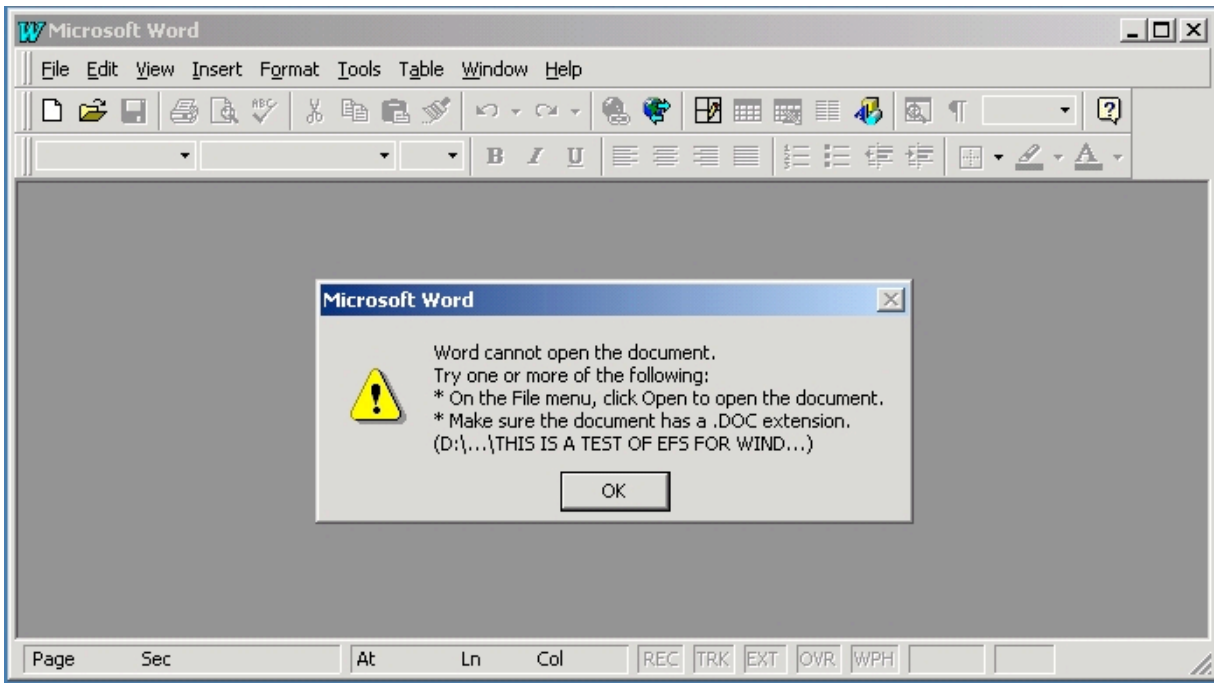 Microsoft Word
File Edit View Insert Format Tools Table Window Help
ABC
B I U A
Microsoft Word
Word cannot open the document.
Try one or more of the following:
* On the File menu, click Open to open the document.
* Make sure the document has a .DOC extension.
(D:\...\THIS IS A TEST OF EFS FOR WIND...)
OK
Page Sec At Ln Col REC TRK EXT OVR WPH